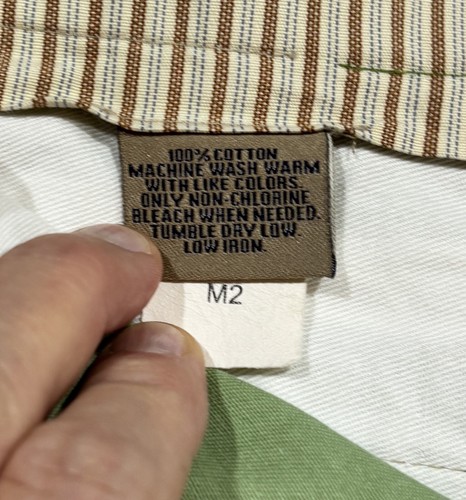 100% COTTON
MACHINE WASH WARM
WITH LIKE COLORS.
ONLY NON-CHLORINE
BLEACH WHEN NEEDED.
TUMBLE DRY LOW.
LOW IRON.
M2